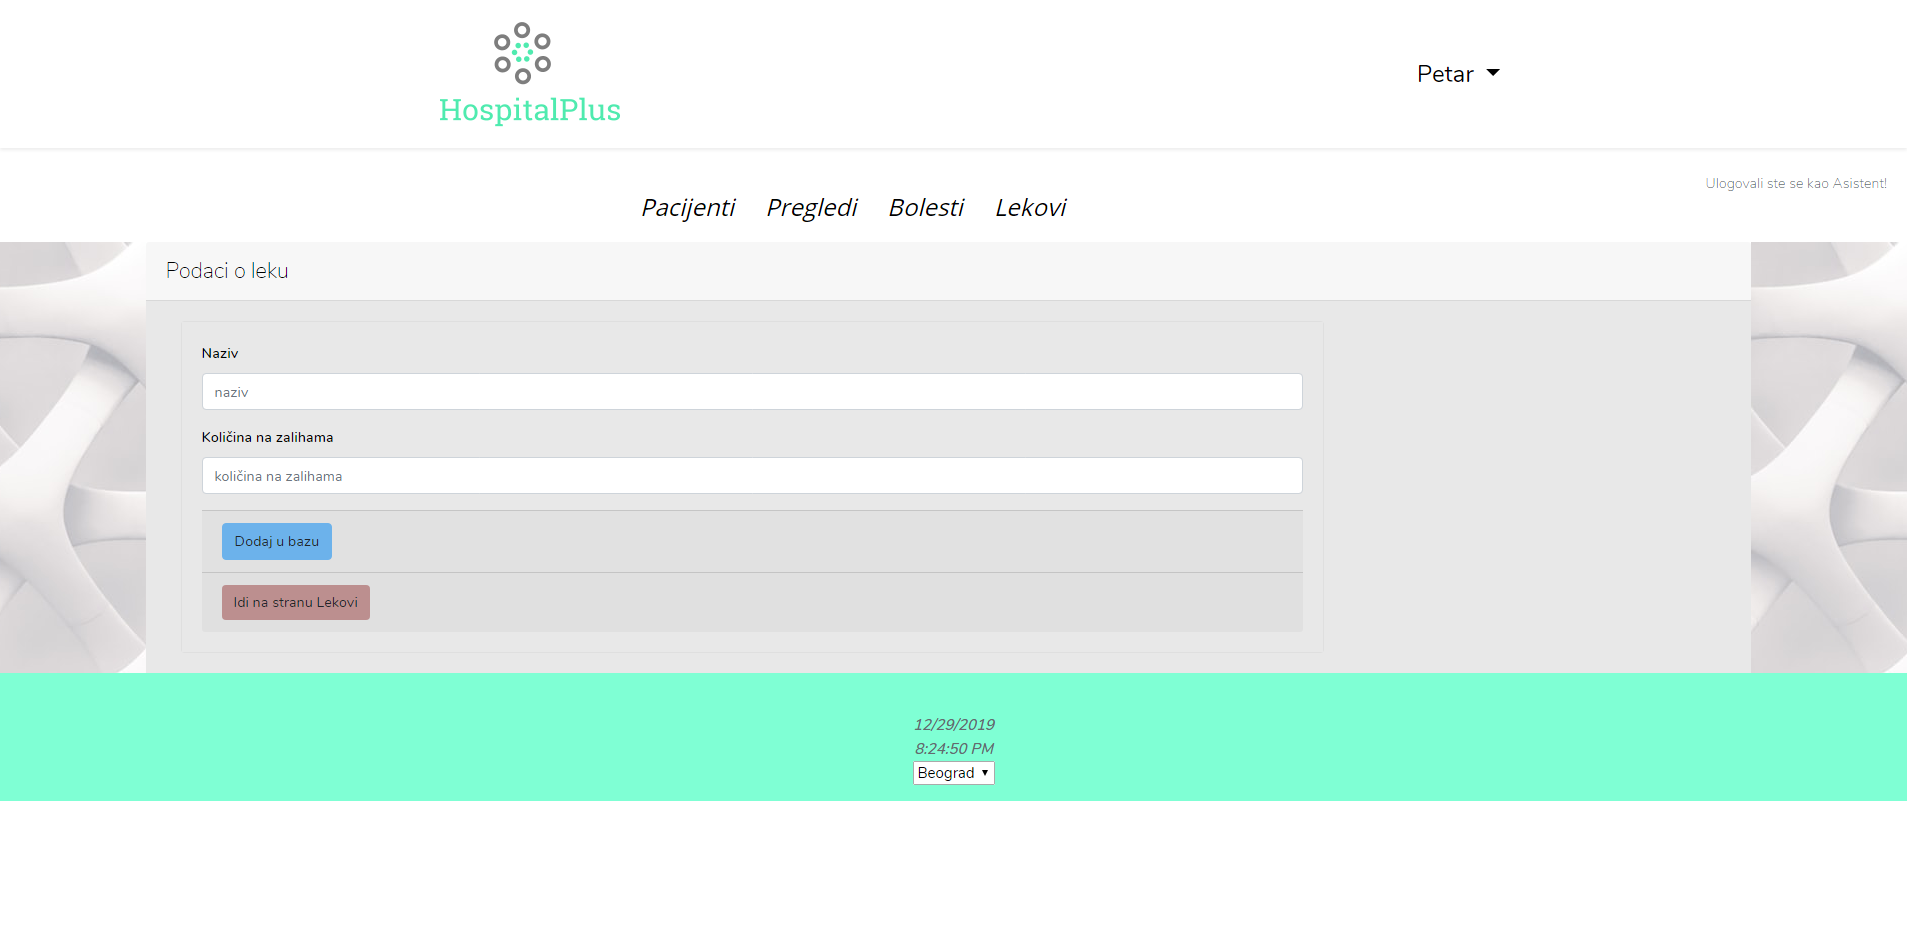 HospitalPlus
Petar
Ulogovali ste se kao Asistent!
Pacijenti Pregledi Bolesti Lekovi
Podaci o leku
Naziv
naziv
Količina na zalihama
količina na zalihama
Dodaj u bazu
Idi na stranu Lekovi
12/29/2019
8:24:50 PM
Beograd